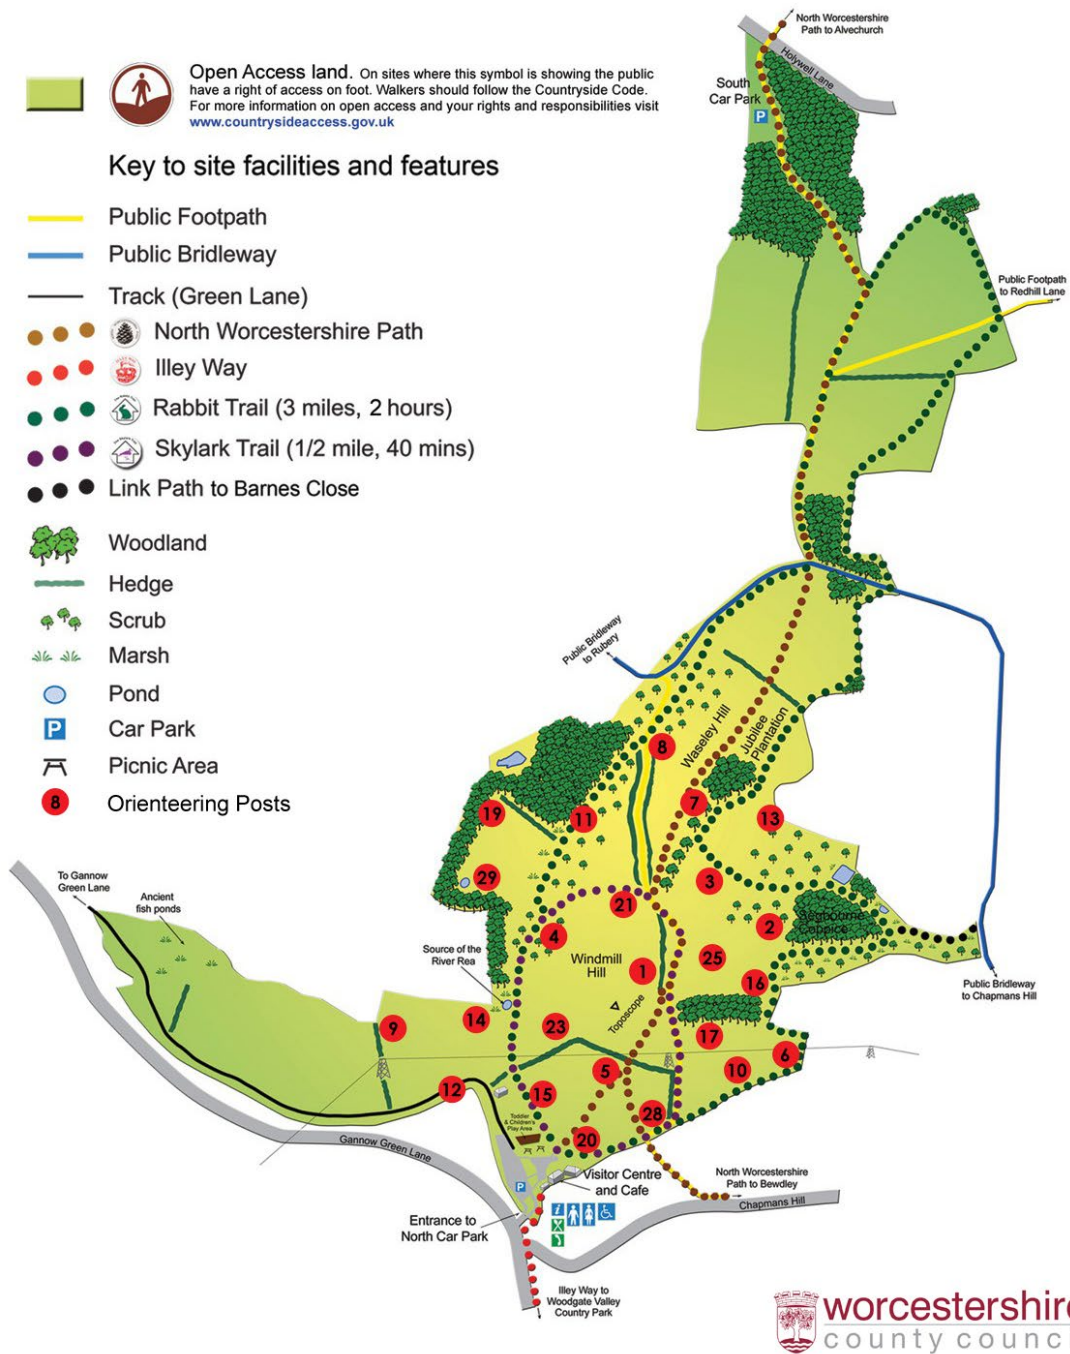 North Worcestershire
Path to Alvechurch
Holywell Lane
South
Car Park
P
Open Access land. On sites where this symbol is showing the public
have a right of access on foot. Walkers should follow the Countryside Code.
For more information on open access and your rights and responsibilities visit
www.countrysideaccess.gov.uk
Key to site facilities and features
Public Footpath
Public Bridleway
Track (Green Lane)
North Worcestershire Path
Illey Way
Rabbit Trail (3 miles, 2 hours)
Skylark Trail (1/2 mile, 40 mins)
Link Path to Barnes Close
Woodland
Hedge
Scrub
Marsh
Pond
P Car Park
Picnic Area
8 Orienteering Posts
Public Footpath
to Redhill Lane
Public Bridleway
to Rubery
Waseley Hill
Jubilee
Plantation
8
7
19
11
13
29
3
21
4
2
Segbourne
Coppice
To Gannow
Green Lane
Ancient
fish ponds
Source of the
River Rea
Windmill
Hill
1
25
16
Public Bridleway
to Chapmans Hill
Toposcope
9
14
23
17
6
5
10
12
15
28
Toddler
& Children's
Play Area
20
Gannow Green Lane
P
Visitor Centre
and Cafe
North Worcestershire
Path to Bewdley
Chapmans Hill
Entrance to
North Car Park
i
Illey Way to
Woodgate Valley
Country Park
worcestershire
county counc